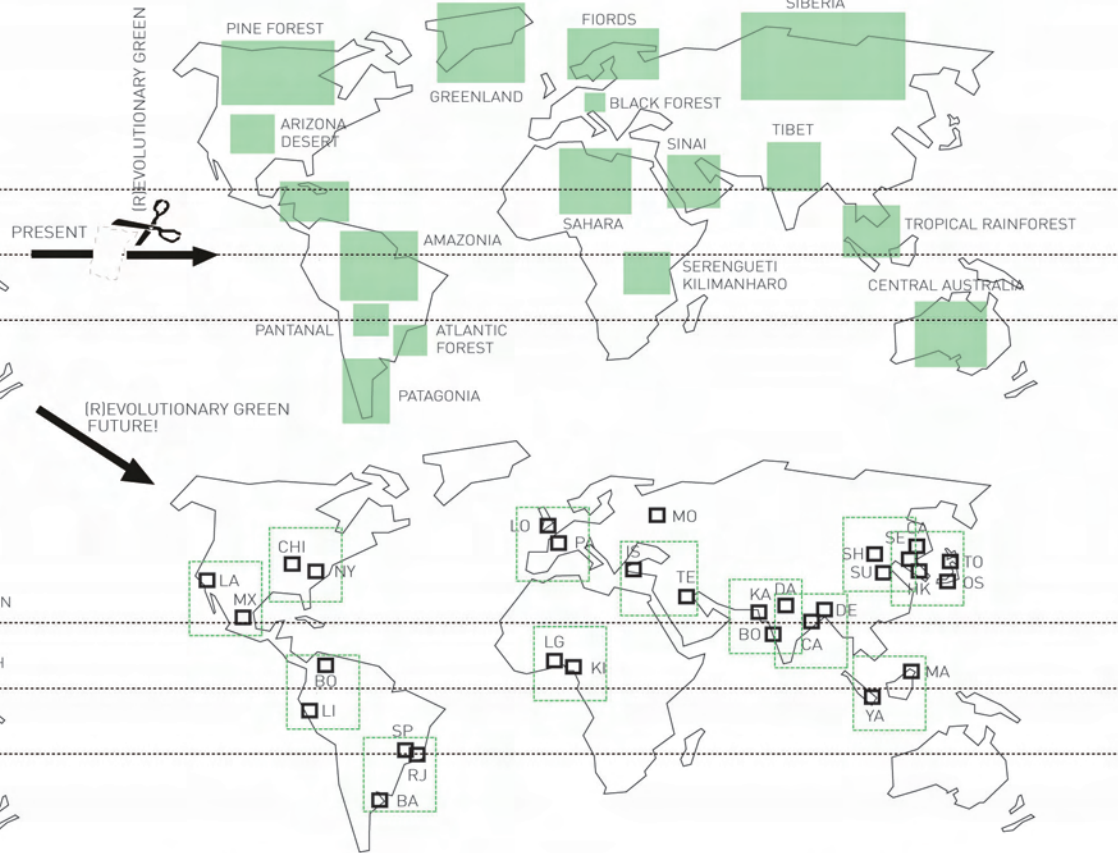 (R)EVOLUTIONARY GREEN
PRESENT
PINE FOREST
GREENLAND
FIORDS
SIBERIA
BLACK FOREST
ARIZONA
DESERT
SINAI
TIBET
SAHARA
TROPICAL RAINFOREST
AMAZONIA
SERENGUETI
KILIMANHARO
CENTRAL AUSTRALIA
PANTANAL
ATLANTIC
FOREST
PATAGONIA
(R)EVOLUTIONARY GREEN
FUTURE!
N
H
LO
PA
MO
CHI
NY
LA
MX
IS
TE
KA
DA
DE
BO
CA
SH
SU
SE
CA
HK
TO
OS
LG
KI
BO
LI
MA
YA
SP
RJ
BA